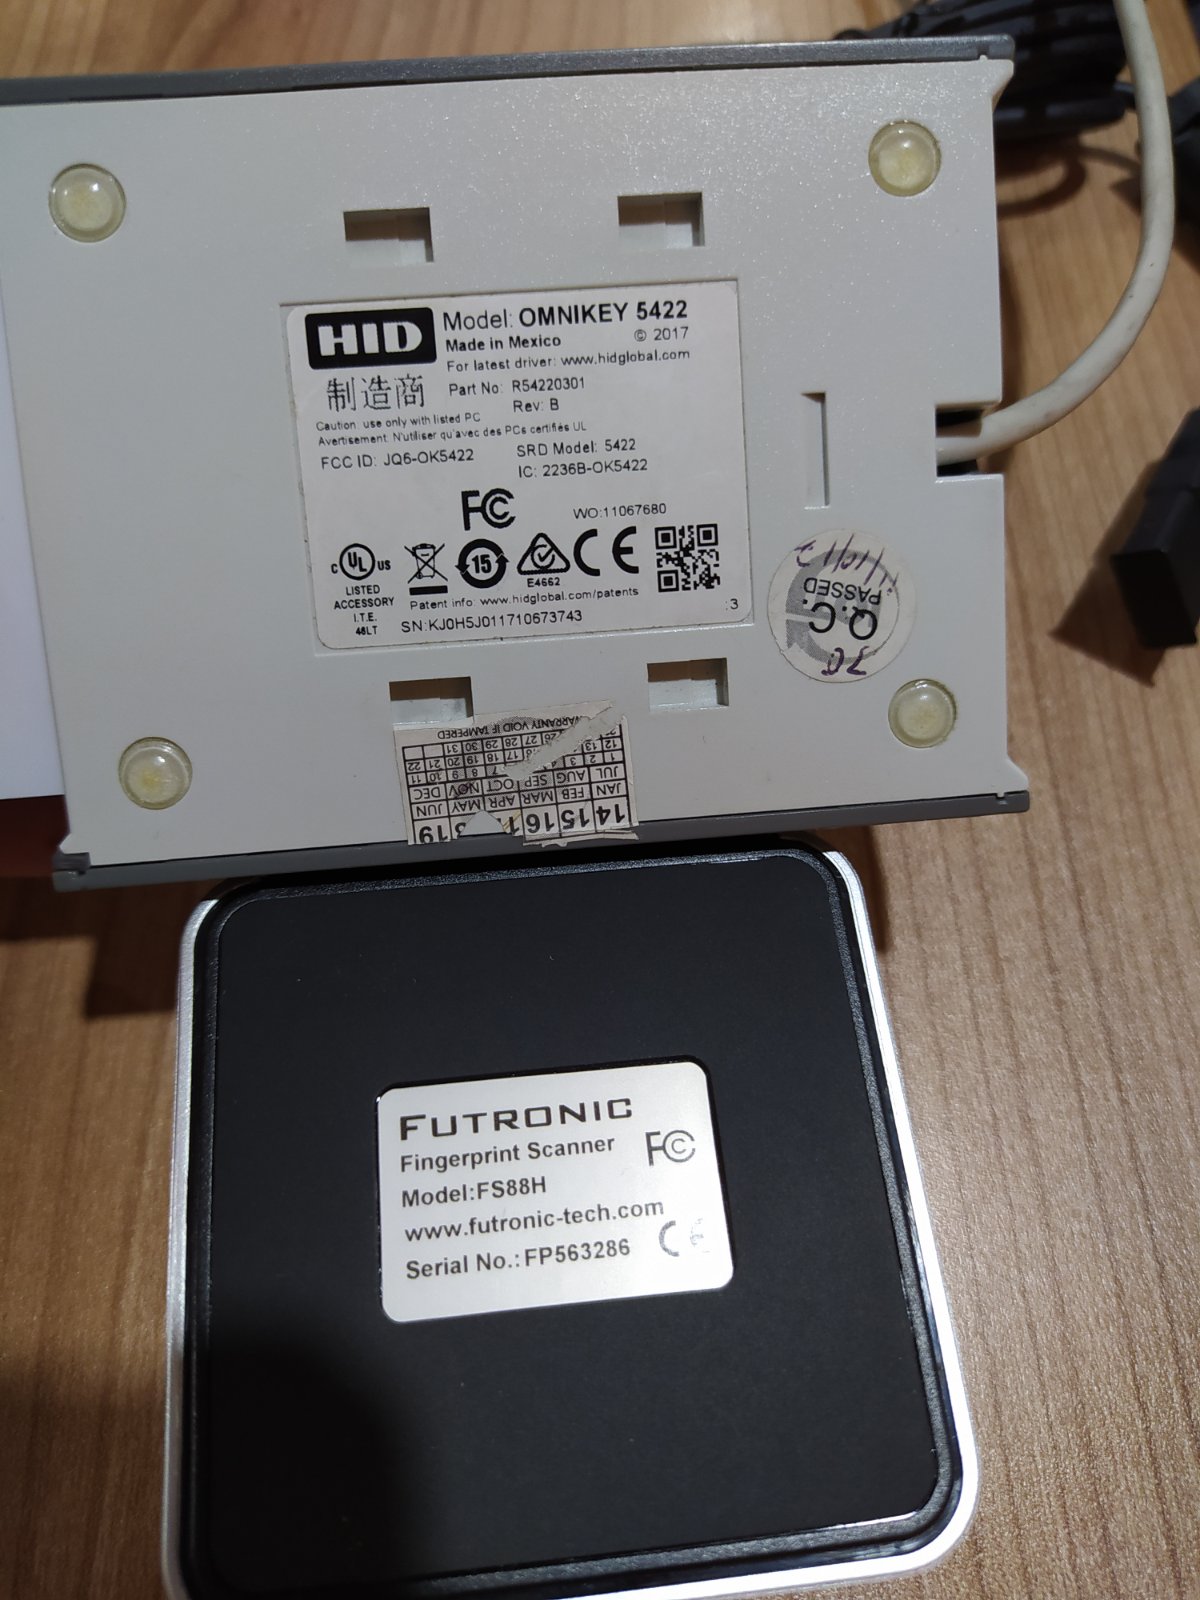 HID
Model: OMNIKEY 5422
Made in Mexico © 2017
For latest driver: www.hidglobal.com
制造商
Part No: R54220301
Rev: B
Caution: use only with listed PC
Avertissement: N'utiliser qu'avec des PCs certifiés UL
FCC ID: JQ6-OK5422
SRD Model: 5422
IC: 2236B-OK5422
FC
WO:11067680
C UL US
LISTED
ACCESSORY
I.T.E.
46LT
15
E4662
CE
Patent info: www.hidglobal.com/patents
:3
SN:KJ0H5J011710673743
Q.C.
PASSED
WARRANTY VOID IF TAMPERED
JUL AUG SEP OCT NOV DEC
JAN FEB MAR APR MAY JUN
14 15 16 19
FUTRONIC
Fingerprint Scanner
FC
Model:FS88H
www.futronic-tech.com
CE
Serial No.: FP563286